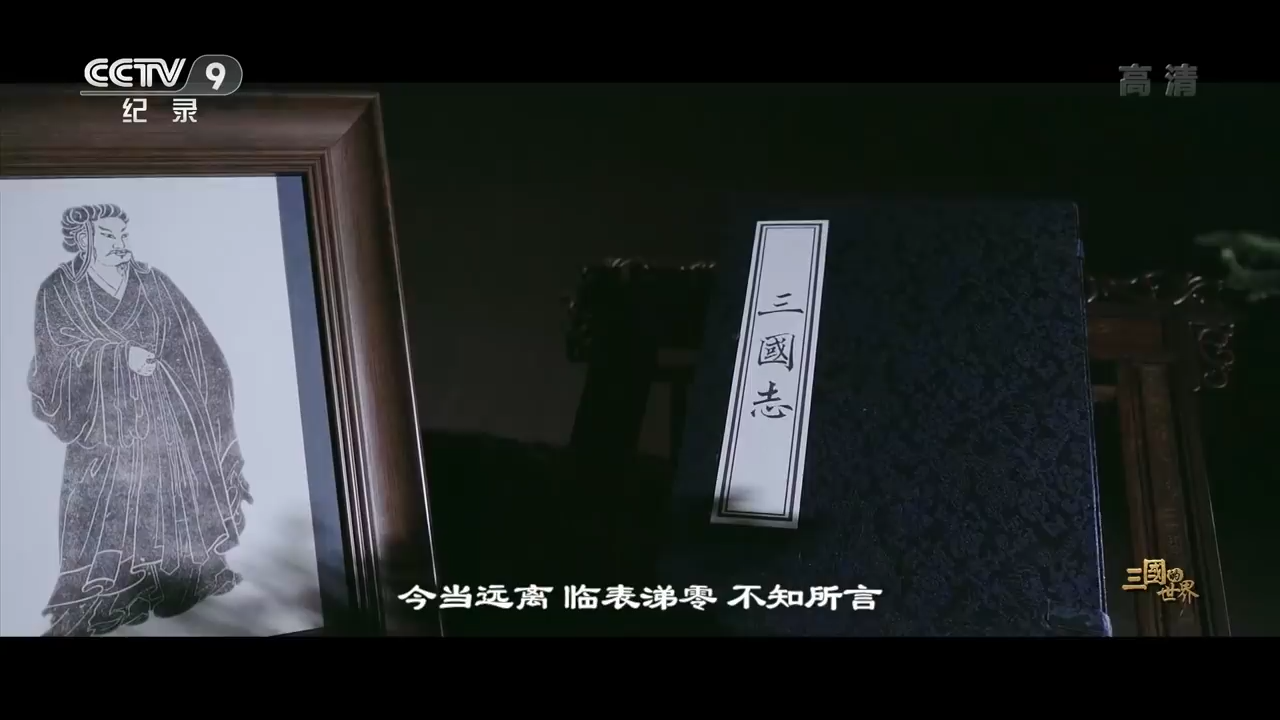 CCTV 9
纪录
高清
三國志
今当远离 临表涕零 不知所言
三國的世界